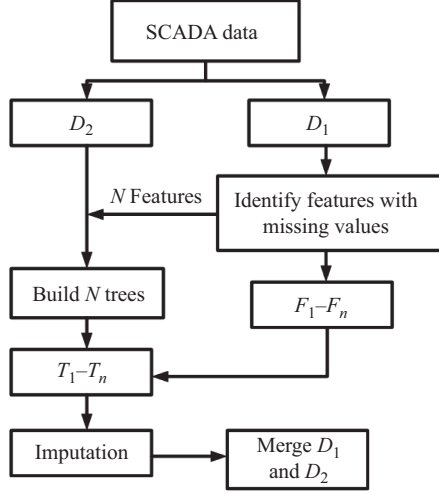 SCADA data
D₂
D₁
N Features
Identify features with
missing values
Build N trees
F₁–Fₙ
T₁–Tₙ
Imputation
Merge D₁
and D₂